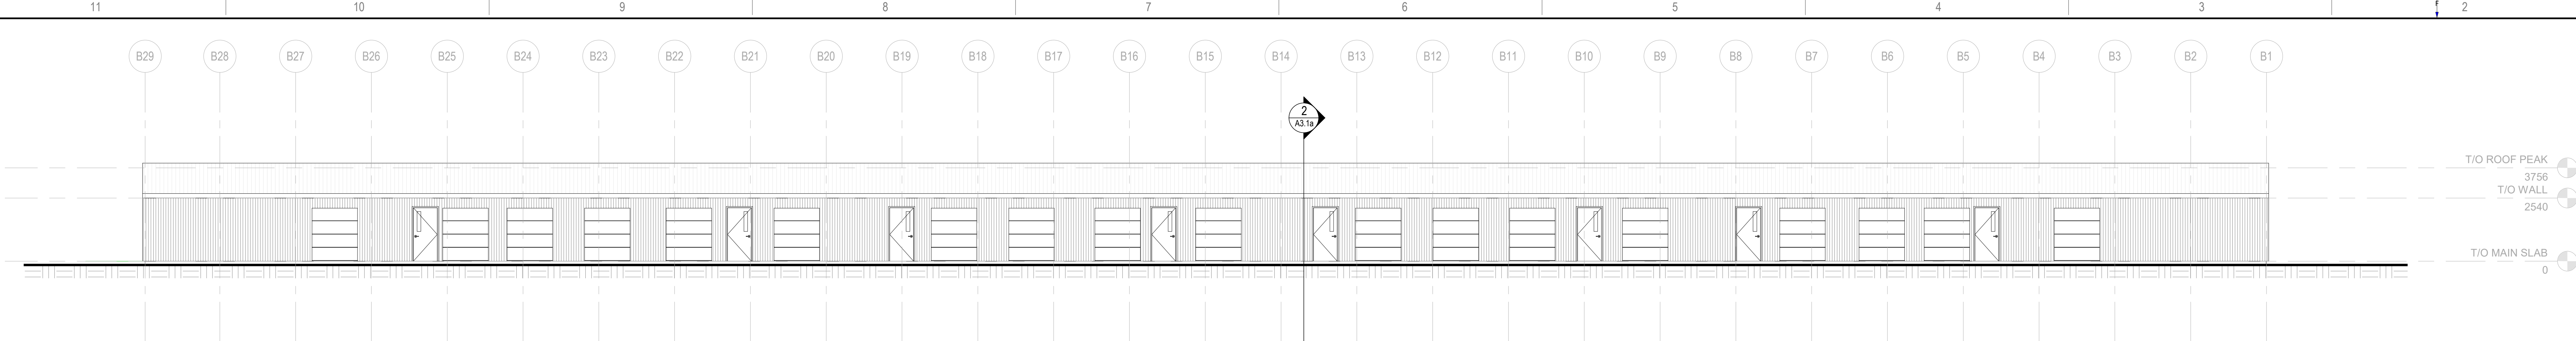 11 10 9 8 7 6 5 4 3 F 2
B29 B28 B27 B26 B25 B24 B23 B22 B21 B20 B19 B18 B17 B16 B15 B14 B13 B12 B11 B10 B9 B8 B7 B6 B5 B4 B3 B2 B1
2
A3.1a
T/O ROOF PEAK
3756
T/O WALL
2540
T/O MAIN SLAB
0